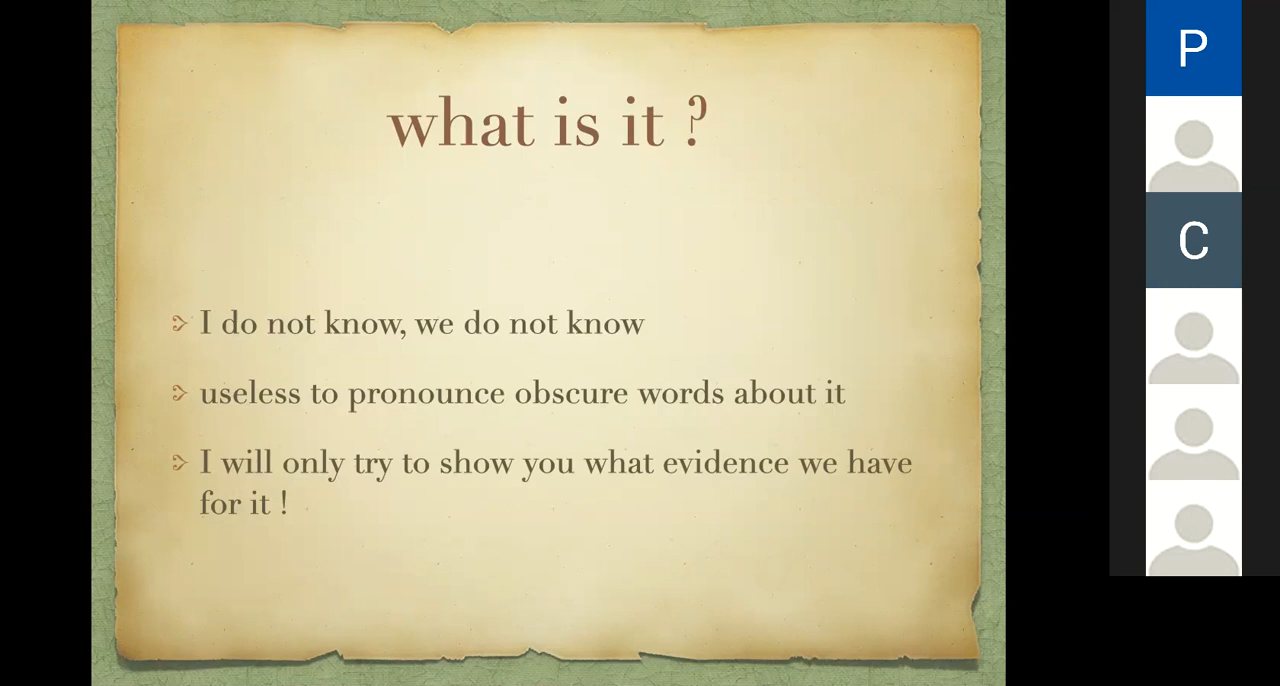 what is it ?
I do not know, we do not know
useless to pronounce obscure words about it
I will only try to show you what evidence we have
for it !
P
C